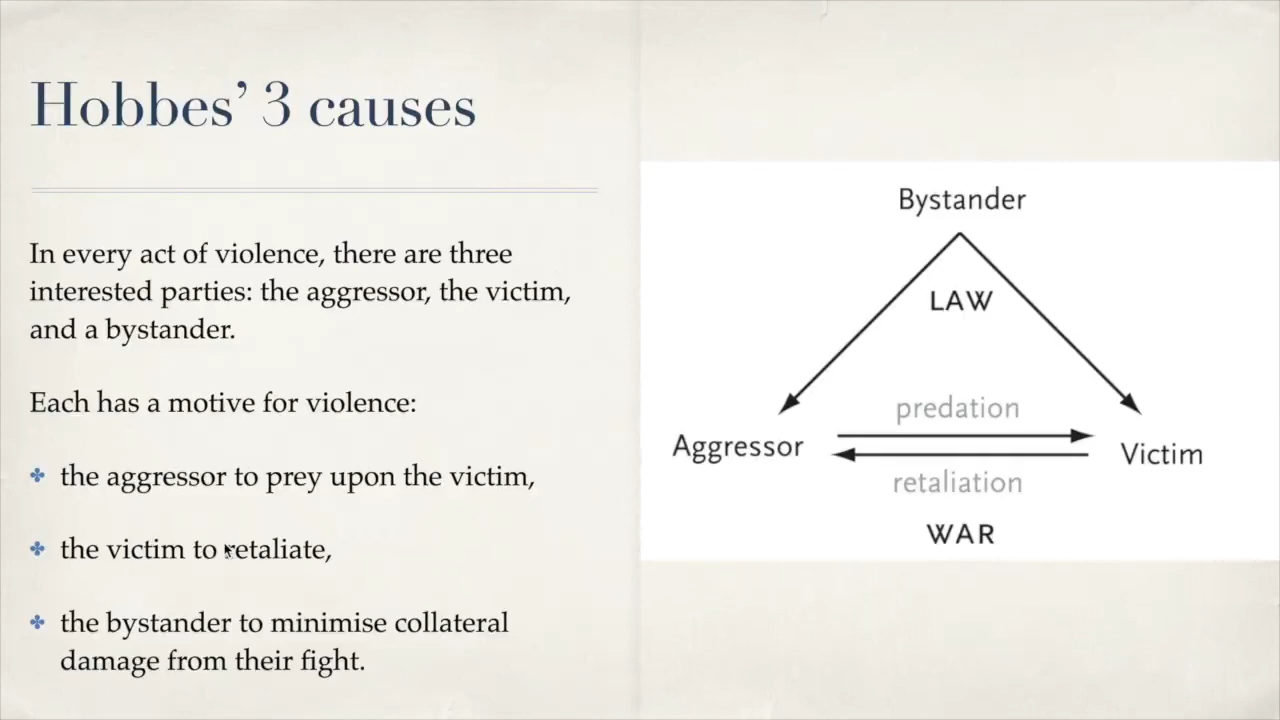 Hobbes’ 3 causes
In every act of violence, there are three
interested parties: the aggressor, the victim,
and a bystander.
Each has a motive for violence:
the aggressor to prey upon the victim,
the victim to retaliate,
the bystander to minimise collateral
damage from their fight.
Bystander
LAW
predation
Aggressor
Victim
retaliation
WAR